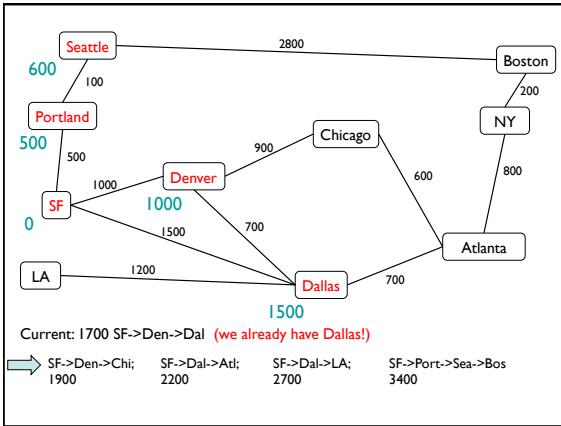 Seattle
2800
Boston
600
100
200
Portland
NY
500
Chicago
900
500
600
800
1000
Denver
SF
1000
700
0
1500
Atlanta
LA
1200
700
Dallas
1500
Current: 1700 SF->Den->Dal (we already have Dallas!)
SF->Den->Chi; SF->Dal->Atl; SF->Dal->LA; SF->Port->Sea->Bos
1900 2200 2700 3400